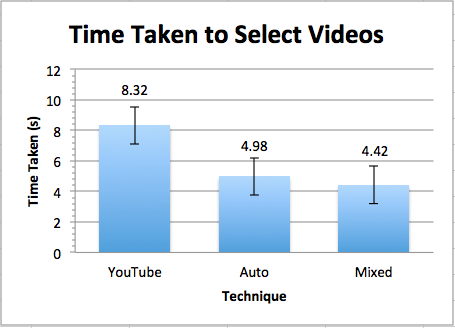 Time Taken to Select Videos
Time Taken (s)
12
10
8
6
4
2
0
8.32
4.98
4.42
YouTube
Auto
Mixed
Technique